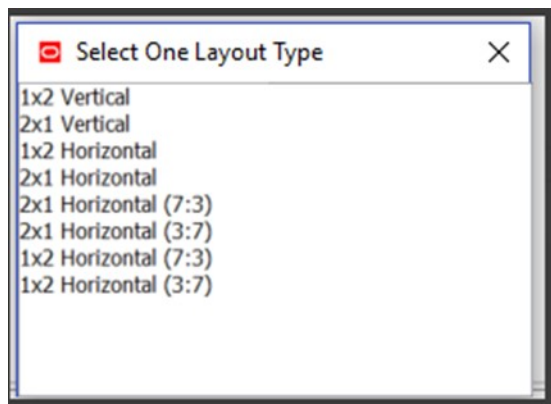 Select One Layout Type
1x2 Vertical
2x1 Vertical
1x2 Horizontal
2x1 Horizontal
2x1 Horizontal (7:3)
2x1 Horizontal (3:7)
1x2 Horizontal (7:3)
1x2 Horizontal (3:7)